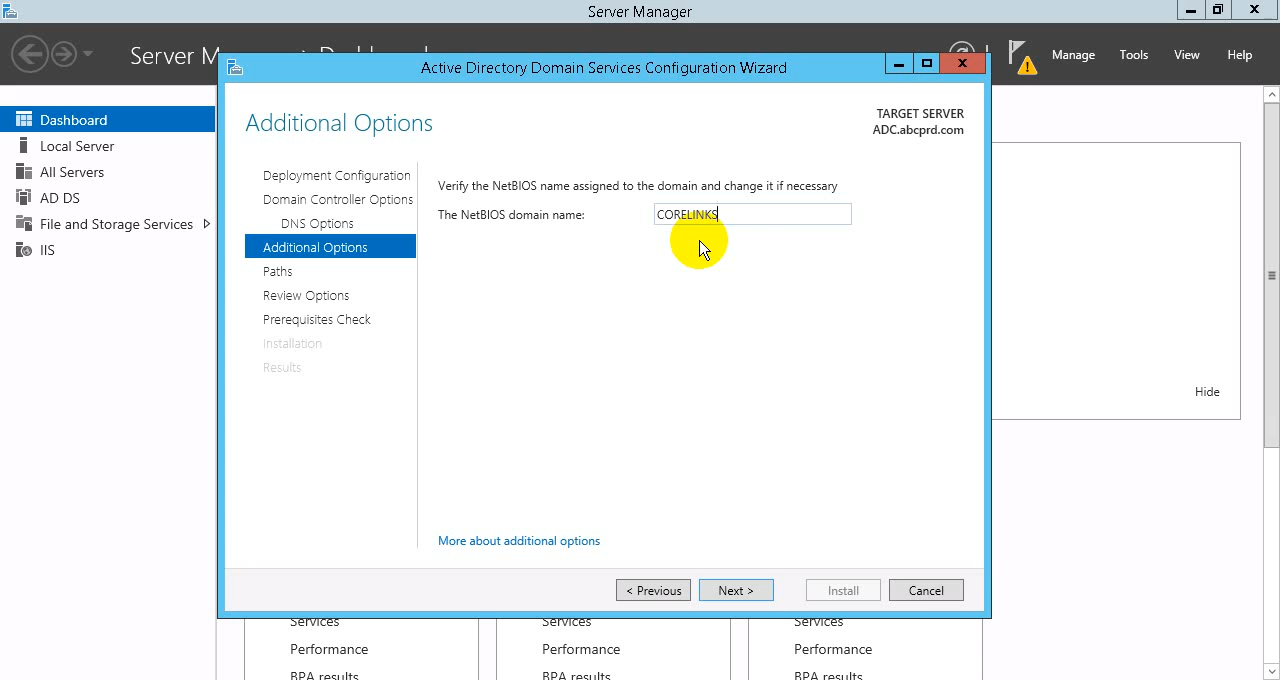 Server Manager
Manage
Tools
View
Help
Active Directory Domain Services Configuration Wizard
Dashboard
Local Server
All Servers
AD DS
File and Storage Services
IIS
Additional Options
TARGET SERVER
ADC.abcprd.com
Deployment Configuration
Domain Controller Options
DNS Options
Additional Options
Paths
Review Options
Prerequisites Check
Installation
Results
Verify the NetBIOS name assigned to the domain and change it if necessary
The NetBIOS domain name: CORELINKS
More about additional options
< Previous
Next >
Install
Cancel
Hide
Services
Services
Services
Performance
Performance
Performance
BPA results
BPA results
BPA results